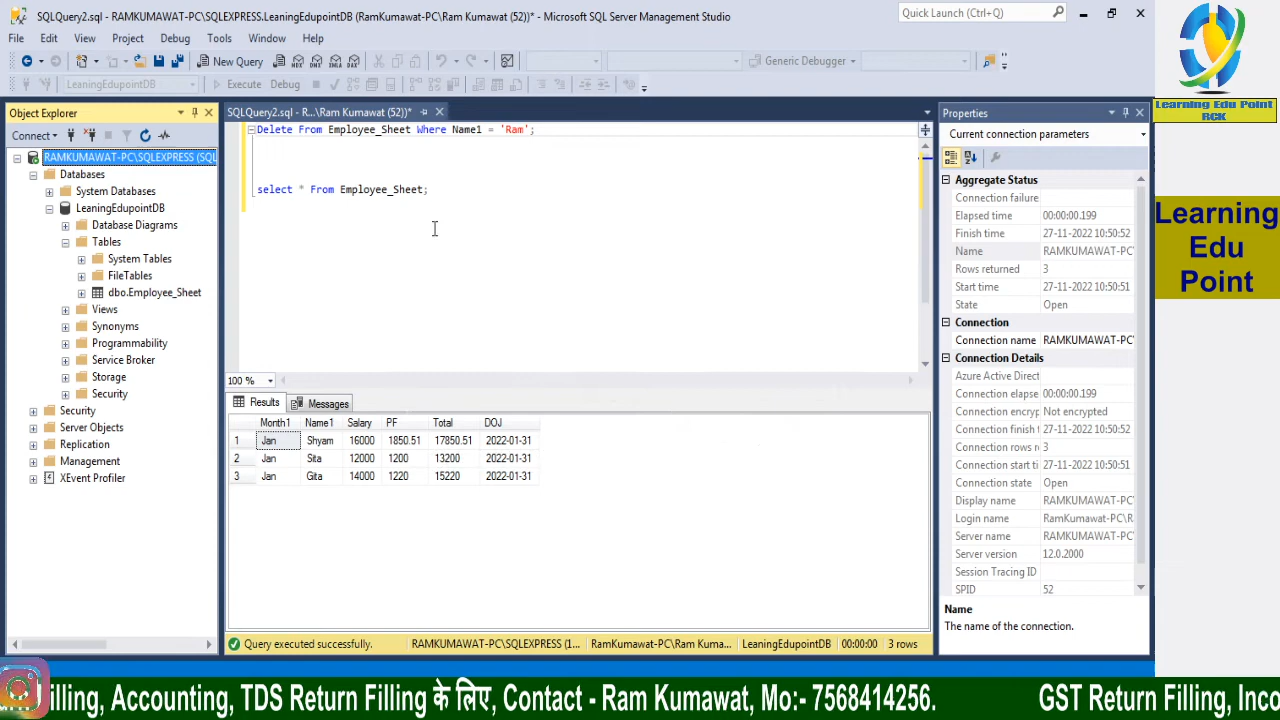 SQLQuery2.sql - RAMKUMAWAT-PC\SQLEXPRESS.LeaningEdupointDB (RamKumawat-PC\Ram Kumawat (52))* - Microsoft SQL Server Management Studio
Quick Launch (Ctrl+Q)
File Edit View Project Debug Tools Window Help
New Query
Generic Debugger
LeaningEdupointDB
Execute Debug
Object Explorer
Connect
RAMKUMAWAT-PC\SQLEXPRESS (SQL
Databases
System Databases
LeaningEdupointDB
Database Diagrams
Tables
System Tables
FileTables
dbo.Employee_Sheet
Views
Synonyms
Programmability
Service Broker
Storage
Security
Security
Server Objects
Replication
Management
XEvent Profiler
SQLQuery2.sql - R...\Ram Kumawat (52))*
Delete From Employee_Sheet Where Name1 = 'Ram';
select * From Employee_Sheet;
100 %
Results Messages
Month1 Name1 Salary PF Total DOJ
1 Jan Shyam 16000 1850.51 17850.51 2022-01-31
2 Jan Sita 12000 1200 13200 2022-01-31
3 Jan Gita 14000 1220 15220 2022-01-31
Query executed successfully. RAMKUMAWAT-PC\SQLEXPRESS (1... RamKumawat-PC\Ram Kuma... LeaningEdupointDB 00:00:00 3 rows
Properties
Current connection parameters
Aggregate Status
Connection failure
Elapsed time 00:00:00.199
Finish time 27-11-2022 10:50:52
Name RAMKUMAWAT-PC
Rows returned 3
Start time 27-11-2022 10:50:51
State Open
Connection
Connection name RAMKUMAWAT-PC
Connection Details
Azure Active Direct
Connection elapse 00:00:00.199
Connection encryp Not encrypted
Connection finish t 27-11-2022 10:50:52
Connection rows r 3
Connection start ti 27-11-2022 10:50:51
Connection state Open
Display name RAMKUMAWAT-PC
Login name RamKumawat-PC\R
Server name RAMKUMAWAT-PC
Server version 12.0.2000
Session Tracing ID
SPID 52
Name
The name of the connection.
Learning Edu Point
RCK
Learning
Edu
Point
illing, Accounting, TDS Return Filling के लिए, Contact - Ram Kumawat, Mo:- 7568414256. GST Return Filling, Inco